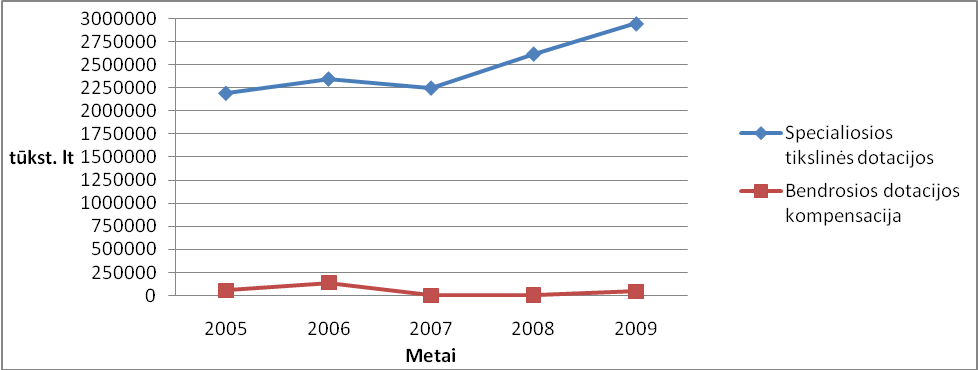 3000000
2750000
2500000
2250000
2000000
1750000
1500000
1250000
1000000
750000
500000
250000
0
tūkst. lt
2005 2006 2007 2008 2009
Metai
Specialiosios
tikslinės dotacijos
Bendrosios dotacijos
kompensacija